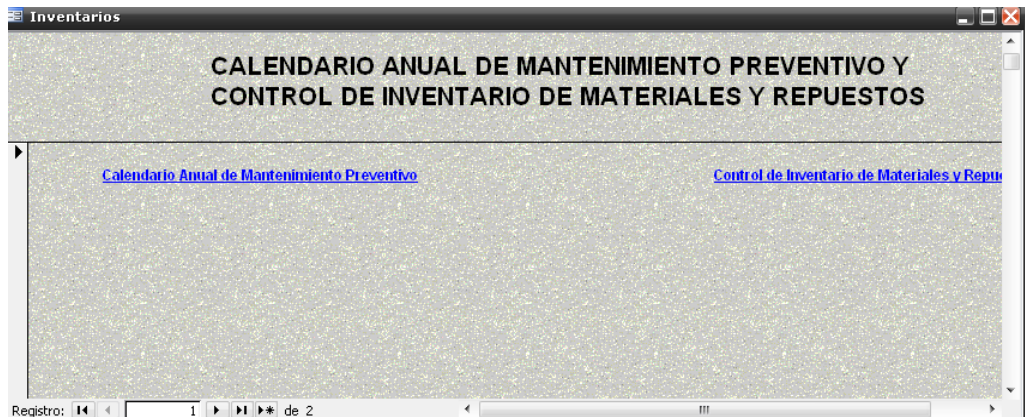 Inventarios
CALENDARIO ANUAL DE MANTENIMIENTO PREVENTIVO Y
CONTROL DE INVENTARIO DE MATERIALES Y REPUESTOS
Calendario Anual de Mantenimiento Preventivo
Control de Inventario de Materiales y Repue
Registro: 1 de 2